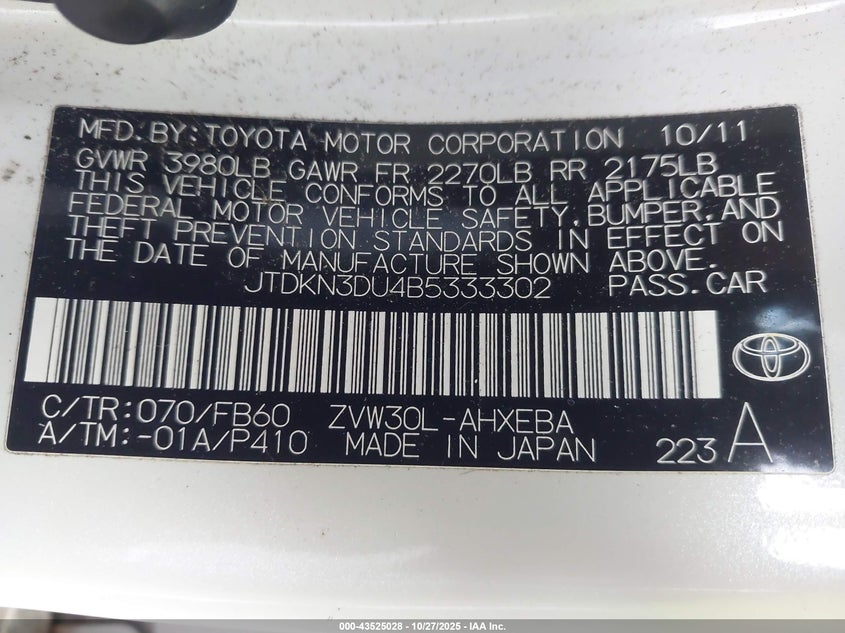 MFD.BY:TOYOTA MOTOR CORPORATION 10/11
GVWR 3980LB GAWR FR 2270LB RR 2175LB
THIS VEHICLE CONFORMS TO ALL APPLICABLE
FEDERAL MOTOR VEHICLE SAFETY,BUMPER,AND
THEFT PREVENTION STANDARDS IN EFFECT ON
THE DATE OF MANUFACTURE SHOWN ABOVE.
JTDKN3DU4B5333302 PASS.CAR
C/TR:070/FB60 ZVW30L-AHXEBA
A/TM:-01A/P410 MADE IN JAPAN 223 A
000-43525028 - 10/27/2025 - IAA Inc.